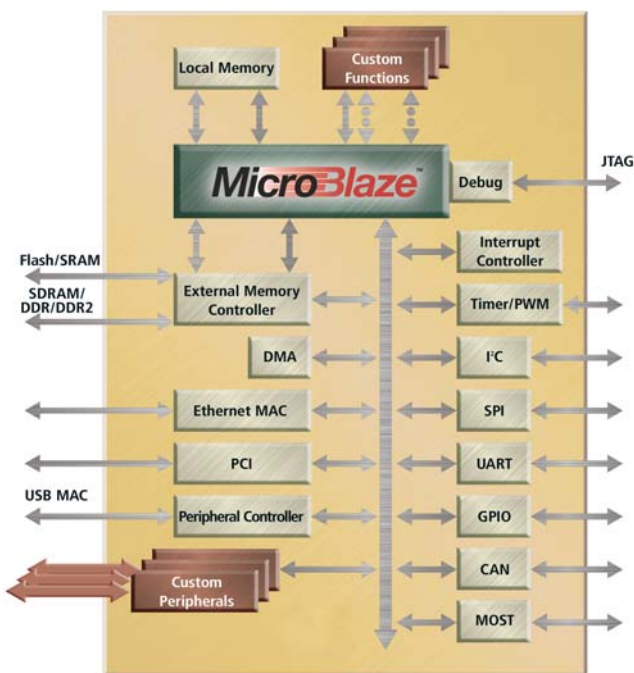 Local Memory
Custom
Functions
MicroBlaze™
Debug
JTAG
Interrupt
Controller
Flash/SRAM
SDRAM/
DDR/DDR2
External Memory
Controller
Timer/PWM
DMA
I²C
Ethernet MAC
SPI
PCI
UART
USB MAC
Peripheral Controller
GPIO
Custom
Peripherals
CAN
MOST